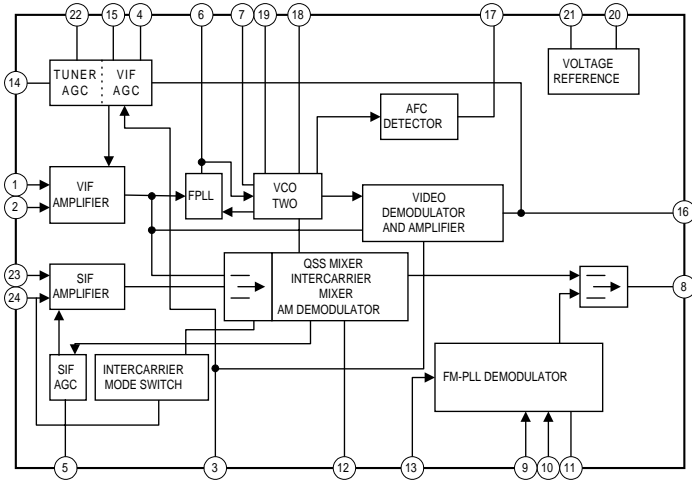 22 15 4 6 7 19 18 17 21 20
14
TUNER AGC
VIF AGC
VOLTAGE
REFERENCE
AFC
DETECTOR
1
2
VIF
AMPLIFIER
FPLL
VCO
TWO
VIDEO
DEMODULATOR
AND AMPLIFIER
16
23
24
SIF
AMPLIFIER
QSS MIXER
INTERCARRIER
MIXER
AM DEMODULATOR
8
SIF
AGC
INTERCARRIER
MODE SWITCH
FM-PLL DEMODULATOR
5 3 12 13 9 10 11